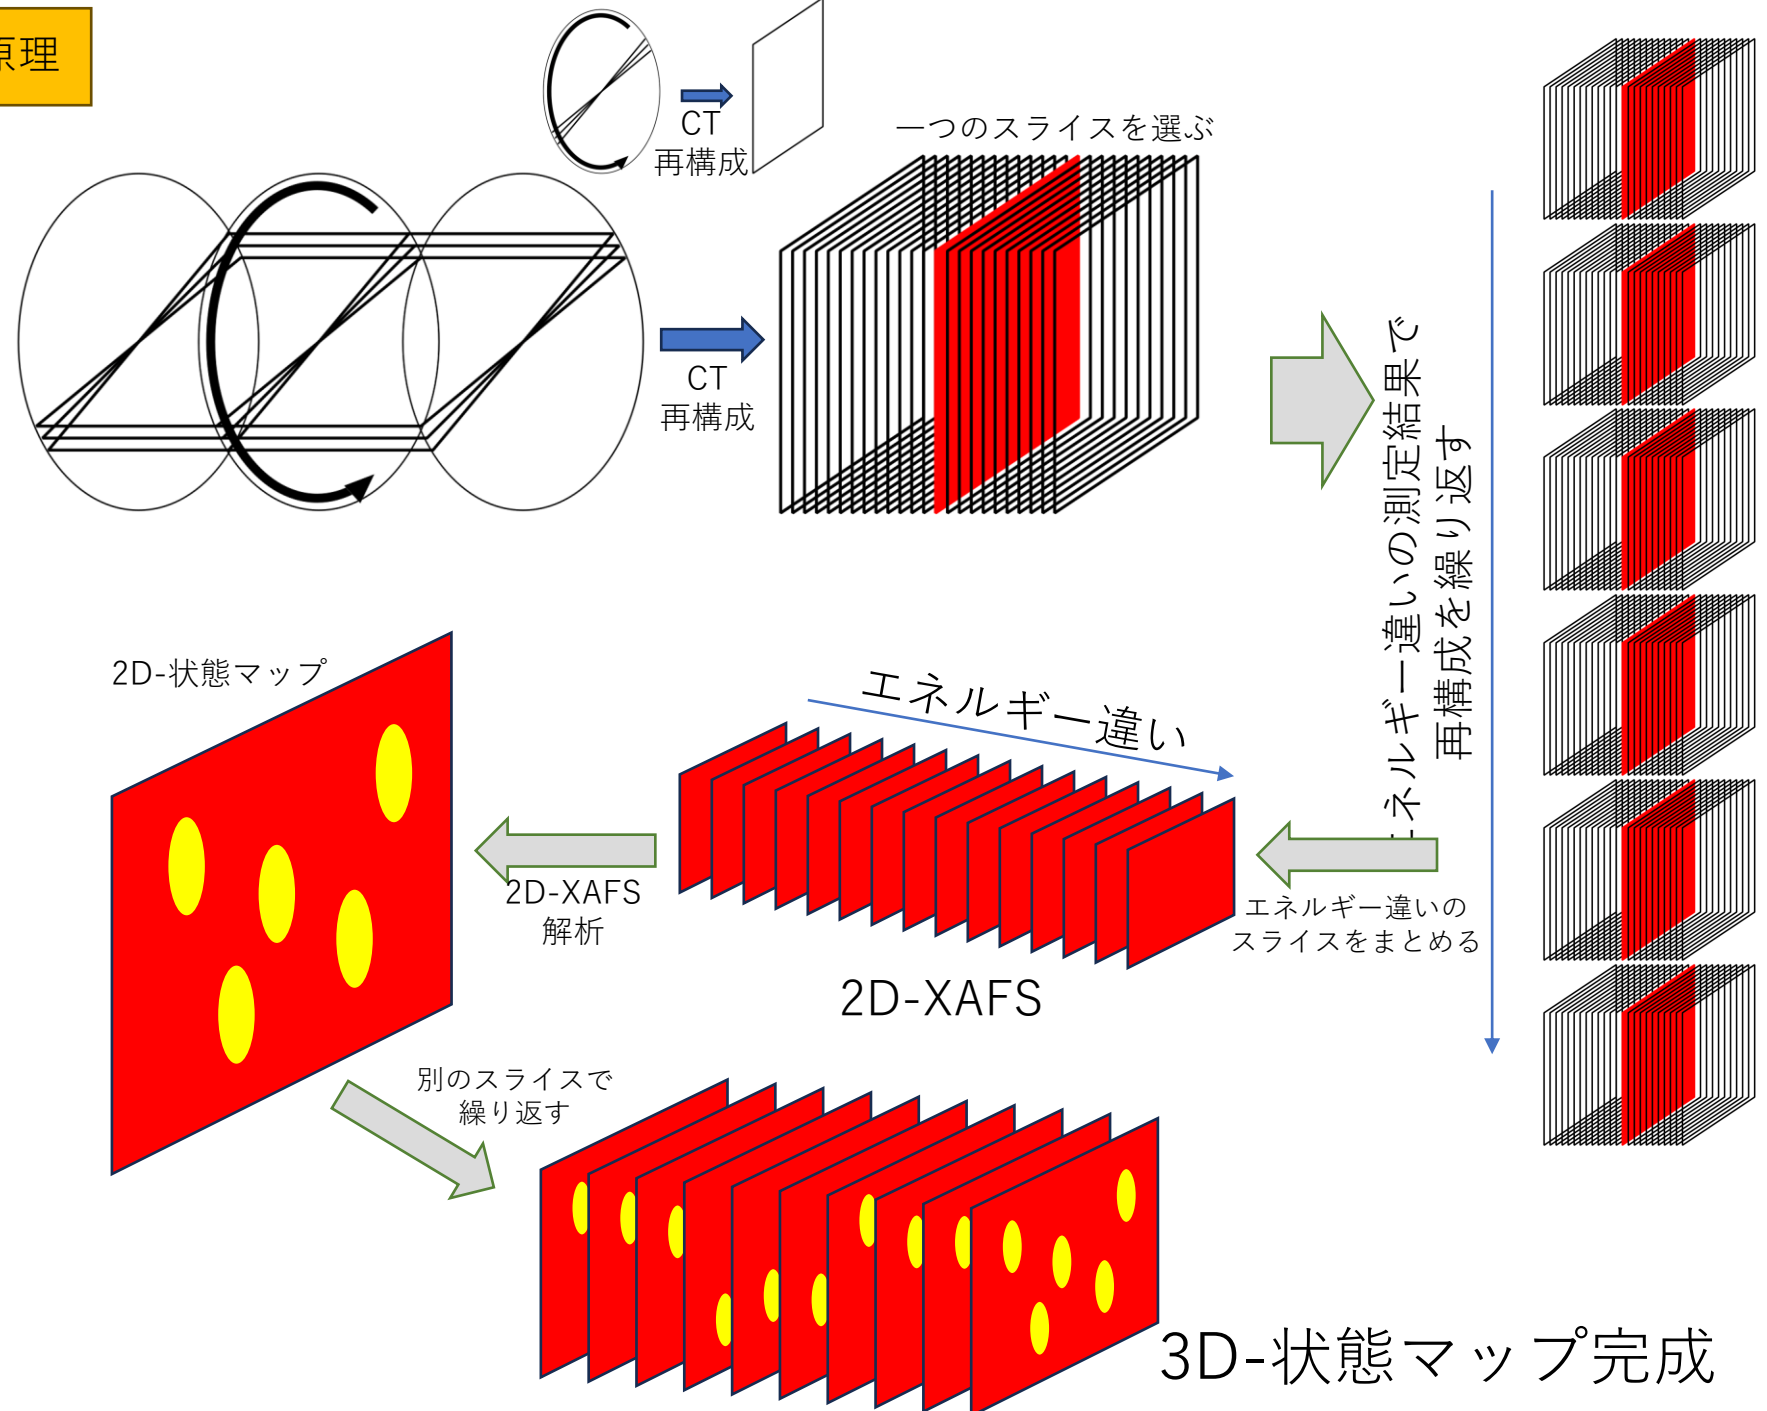 原理
CT
再構成
一つのスライスを選ぶ
CT
再構成
エネルギー違いの測定結果で
再構成を繰り返す
2D-状態マップ
エネルギー違い
2D-XAFS
解析
エネルギー違いの
スライスをまとめる
2D-XAFS
別のスライスで
繰り返す
3D-状態マップ完成